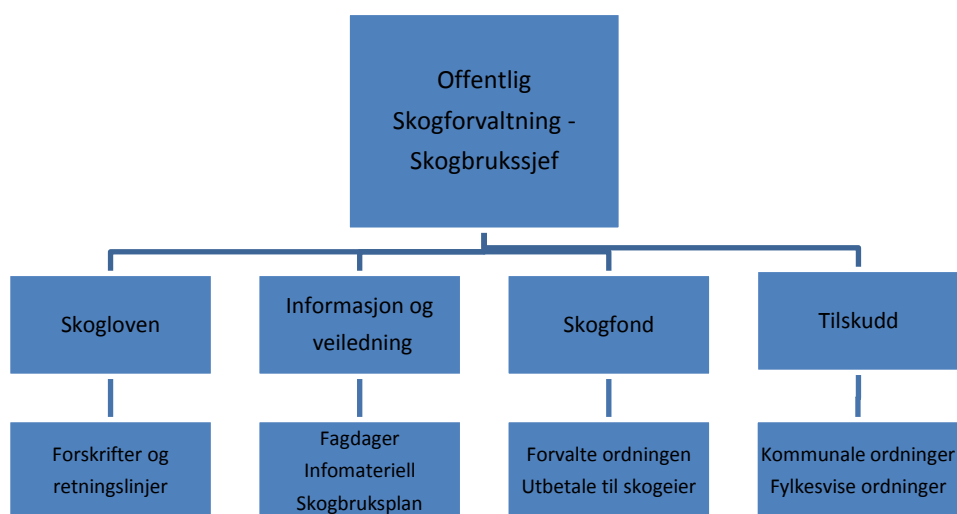 Offentlig
Skogforvaltning -
Skogbrukssjef
Skogloven
Informasjon og
veiledning
Skogfond
Tilskudd
Forskrifter og
retningslinjer
Fagdager
Infomateriell
Skogbruksplan
Forvalte ordningen
Utbetale til skogeier
Kommunale ordninger
Fylkesvise ordninger